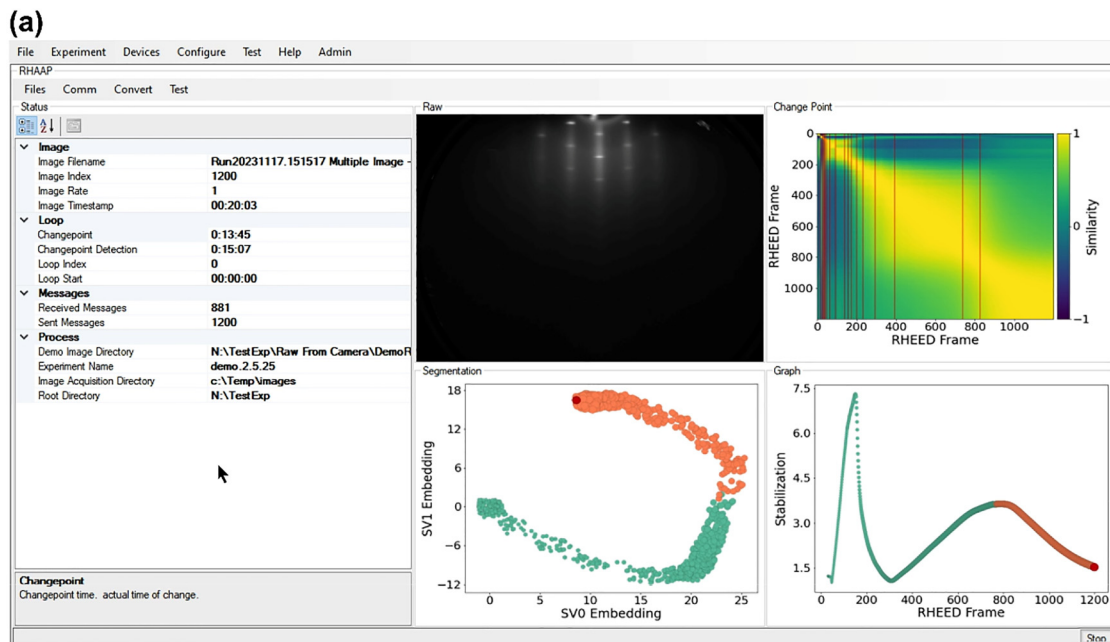 (a)
File Experiment Devices Configure Test Help Admin
RHAAP
Files Comm Convert Test
Status
Image
Image Filename Run20231117.151517 Multiple Image -
Image Index 1200
Image Rate 1
Image Timestamp 00:20:03
Loop
Changepoint 0:13:45
Changepoint Detection 0:15:07
Loop Index 0
Loop Start 00:00:00
Messages
Received Messages 881
Sent Messages 1200
Process
Demo Image Directory N:\TestExp\Raw From Camera\DemoR
Experiment Name demo.2.5.25
Image Acquisition Directory c:\Temp\images
Root Directory N:\TestExp
Changepoint
Changepoint time. actual time of change.
Raw
Change Point
0
200
400
600
800
1000
RHEED Frame
0 200 400 600 800 1000
RHEED Frame
1
0
−1
Similarity
Segmentation
18
12
6
0
−6
−12
SV1 Embedding
0 5 10 15 20 25
SV0 Embedding
Graph
7.5
6.0
4.5
3.0
1.5
Stabilization
0 200 400 600 800 1000 1200
RHEED Frame
Stop